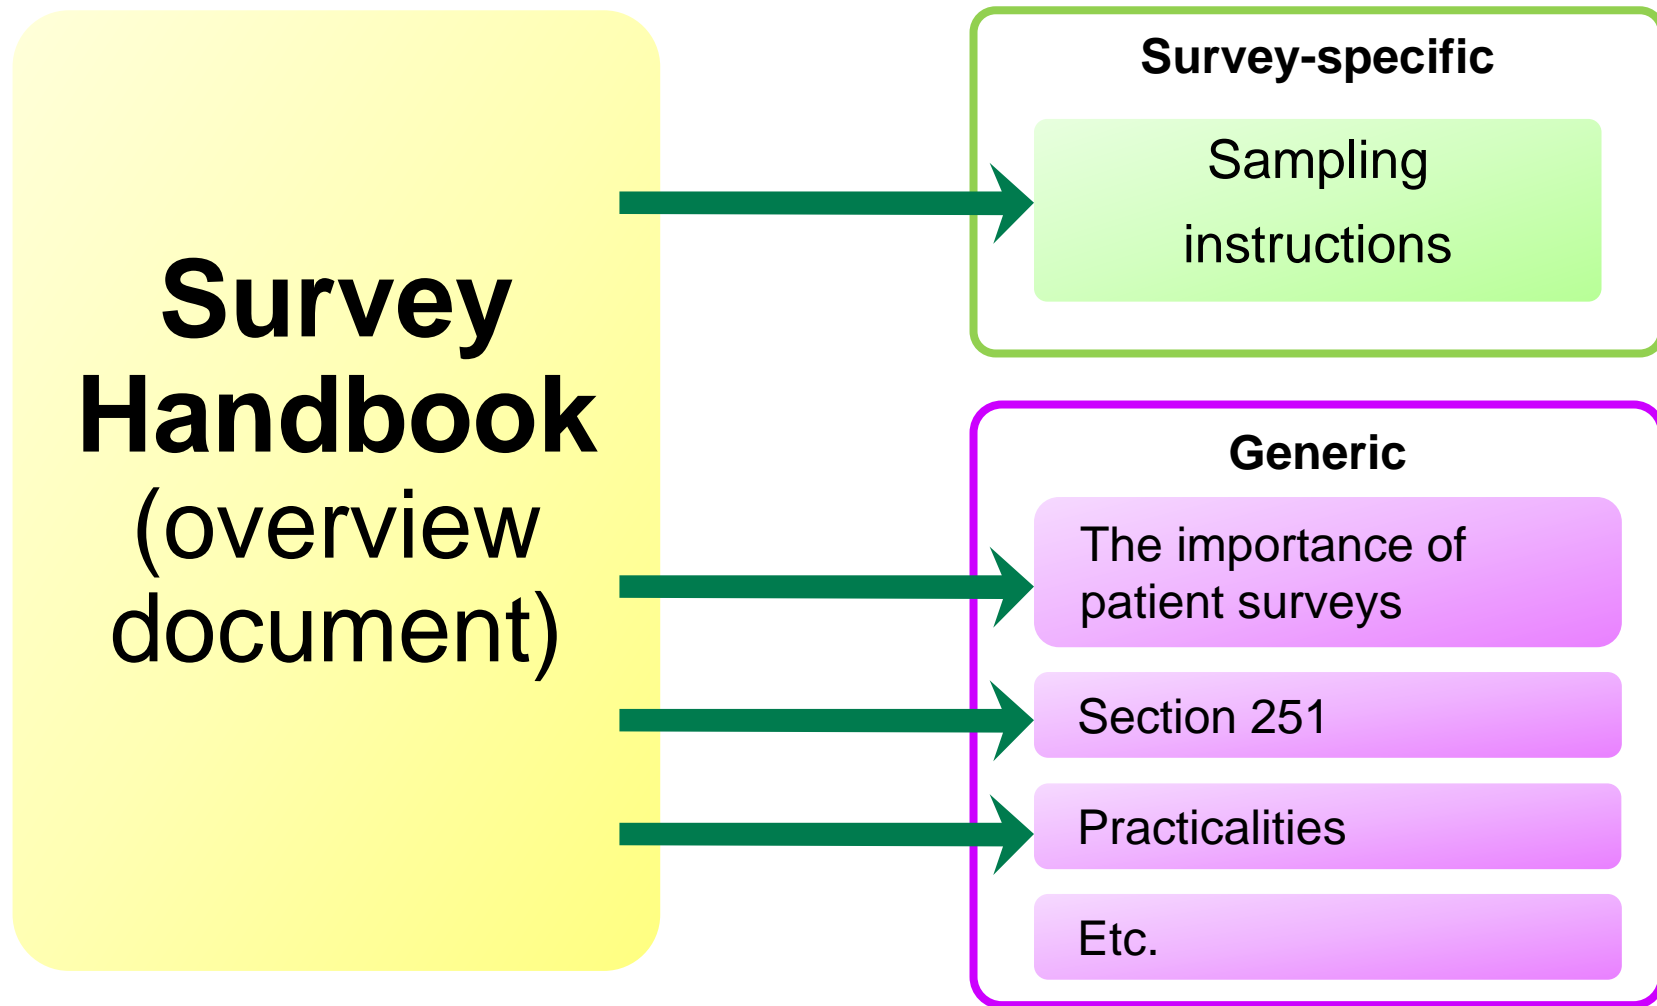 Survey
Handbook
(overview
document)
Survey-specific
Sampling
instructions
Generic
The importance of
patient surveys
Section 251
Practicalities
Etc.